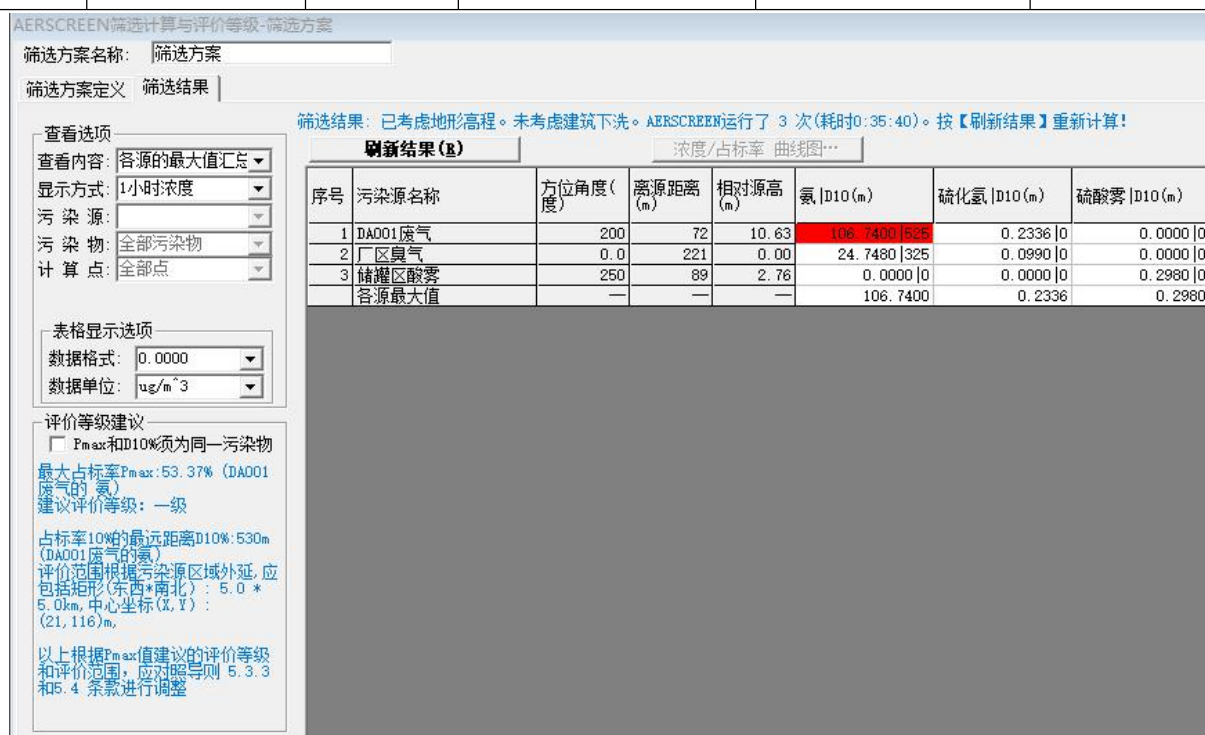 AERSCREEN筛选计算与评价等级-筛选方案
筛选方案名称: 筛选方案
筛选方案定义 筛选结果
筛选结果: 已考虑地形高程。未考虑建筑下洗。AERSCREEN运行了 3 次(耗时0:35:40)。按【刷新结果】重新计算!
查看选项
查看内容: 各源的最大值汇总
显示方式: 1小时浓度
污 染 源:
污 染 物: 全部污染物
计 算 点: 全部点
表格显示选项
数据格式: 0.0000
数据单位: ug/m^3
评价等级建议
Pmax和D10%须为同一污染物
最大占标率Pmax:53.37% (DA001
废气的 氨)
建议评价等级: 一级
占标率10%的最远距离D10%:530m
(DA001废气的氨)
评价范围根据污染源区域外延,应
包括矩形(东西*南北): 5.0 *
5.0km,中心坐标(X,Y):
(21,116)m,
以上根据Pmax值建议的评价等级
和评价范围,应对照导则 5.3.3
和5.4 条款进行调整
刷新结果(R) 浓度/占标率 曲线图…
序号 污染源名称 方位角度(度) 离源距离(m) 相对源高(m) 氨|D10(m) 硫化氢|D10(m) 硫酸雾|D10(m)
1 DA001废气 200 72 10.63 106.7400|525 0.2336|0 0.0000|0
2 厂区臭气 0.0 221 0.00 24.7480|325 0.0990|0 0.0000|0
3 储罐区酸雾 250 89 2.76 0.0000|0 0.0000|0 0.2980|0
各源最大值 — — — 106.7400 0.2336 0.2980